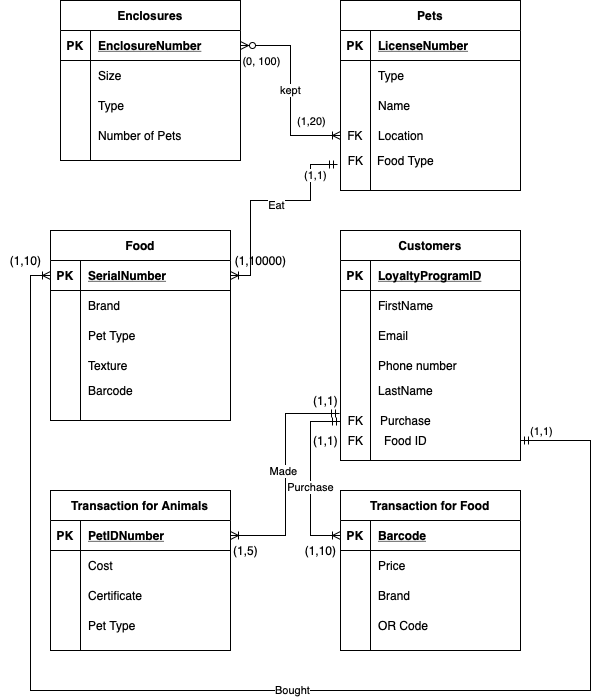 Enclosures
PK EnclosureNumber
Size
Type
Number of Pets
(0, 100)
kept
(1,20)
Pets
PK LicenseNumber
Type
Name
FK Location
FK Food Type
(1,1)
Eat
(1,10000)
(1,10)
Food
PK SerialNumber
Brand
Pet Type
Texture
Barcode
Customers
PK LoyaltyProgramID
FirstName
Email
Phone number
LastName
FK Purchase
FK Food ID
(1,1)
(1,1)
(1,1)
Made
Purchase
Transaction for Animals
PK PetIDNumber
Cost
Certificate
Pet Type
(1,5)
(1,10)
Transaction for Food
PK Barcode
Price
Brand
OR Code
Bought